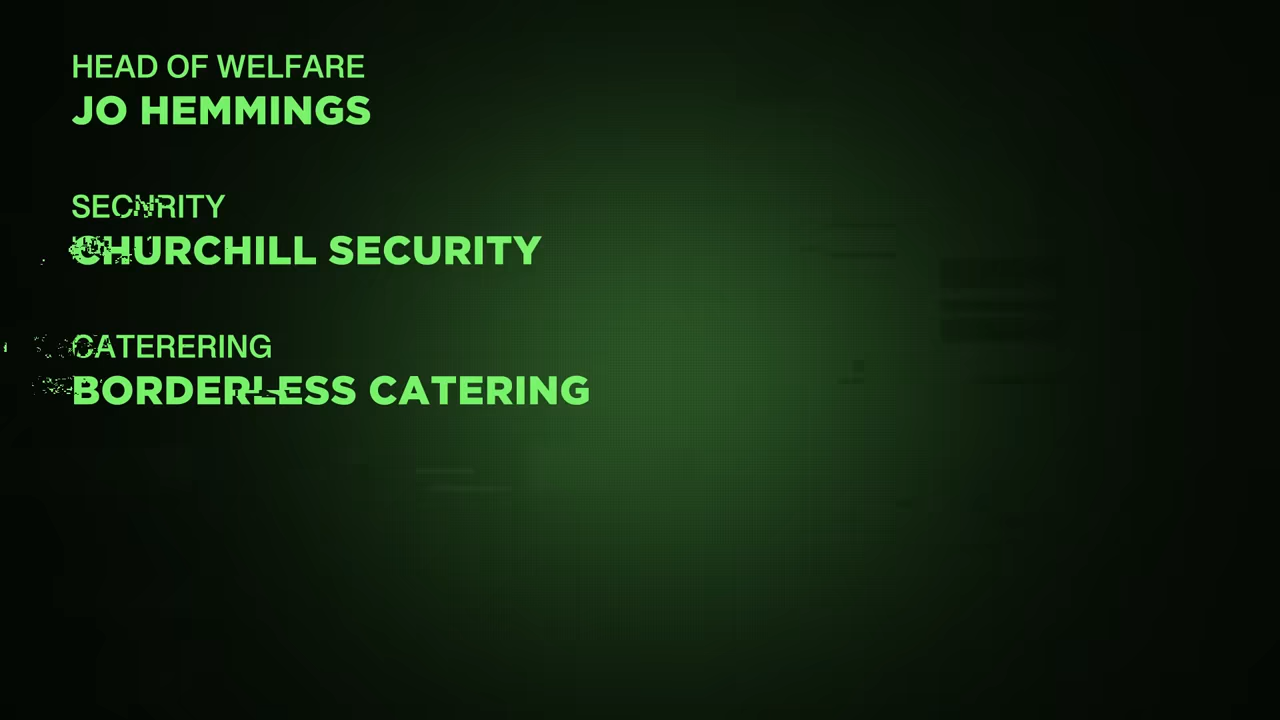 HEAD OF WELFARE
JO HEMMINGS
SECURITY
CHURCHILL SECURITY
CATERERING
BORDERLESS CATERING